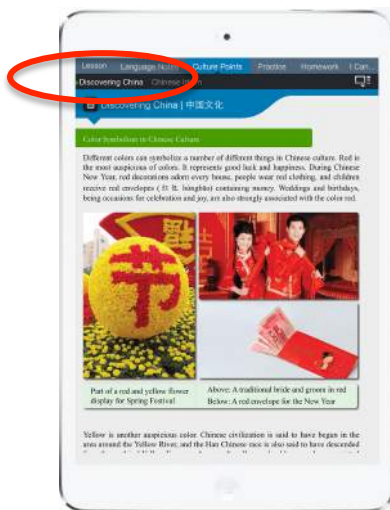 Lesson Language Notes Culture Points Practice Homework I Can...
Discovering China Chinese Idiom
Discovering China | 中国文化
Color Symbolism in Chinese Culture
Different colors can symbolize a number of different things in Chinese culture. Red is
the most auspicious of colors. It represents good luck and happiness. During Chinese
New Year, red decorations adorn every house, people wear red clothing, and children
receive red envelopes (红包 hóngbāo) containing money. Weddings and birthdays,
being occasions for celebration and joy, are also strongly associated with the color red.
节
Part of a red and yellow flower
display for Spring Festival
Above: A traditional bride and groom in red
Below: A red envelope for the New Year
Yellow is another auspicious color. Chinese civilization is said to have begun in the
area around the Yellow River, and the Han Chinese race is also said to have descended